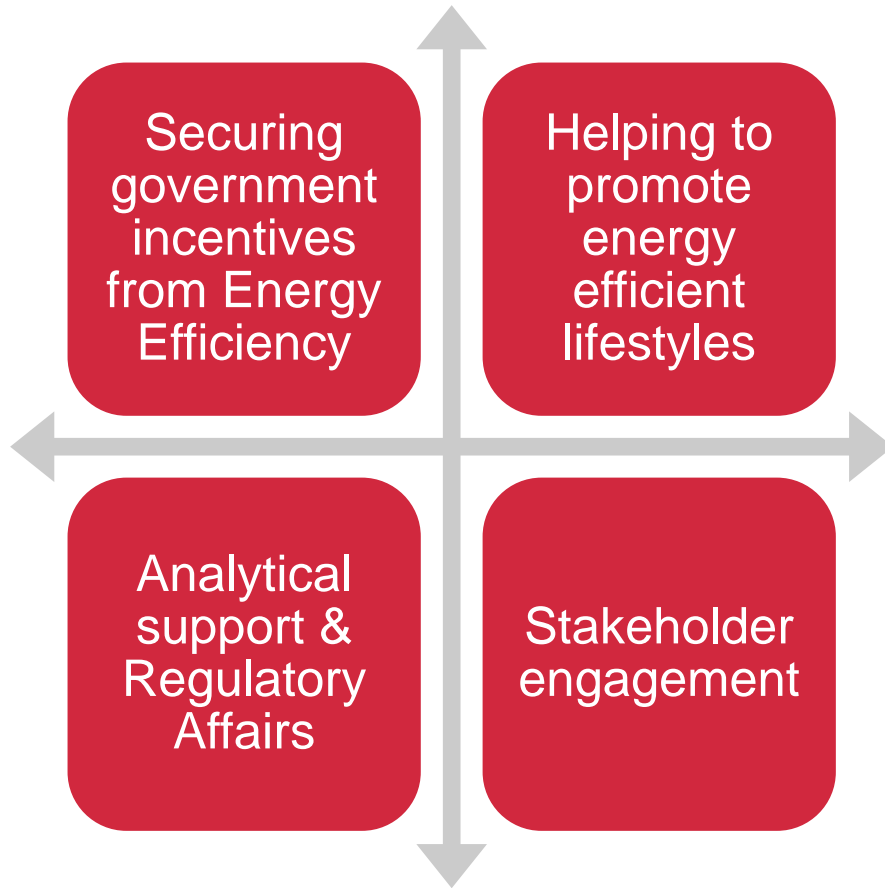 Securing
government
incentives
from Energy
Efficiency
Helping to
promote
energy
efficient
lifestyles
Analytical
support &
Regulatory
Affairs
Stakeholder
engagement